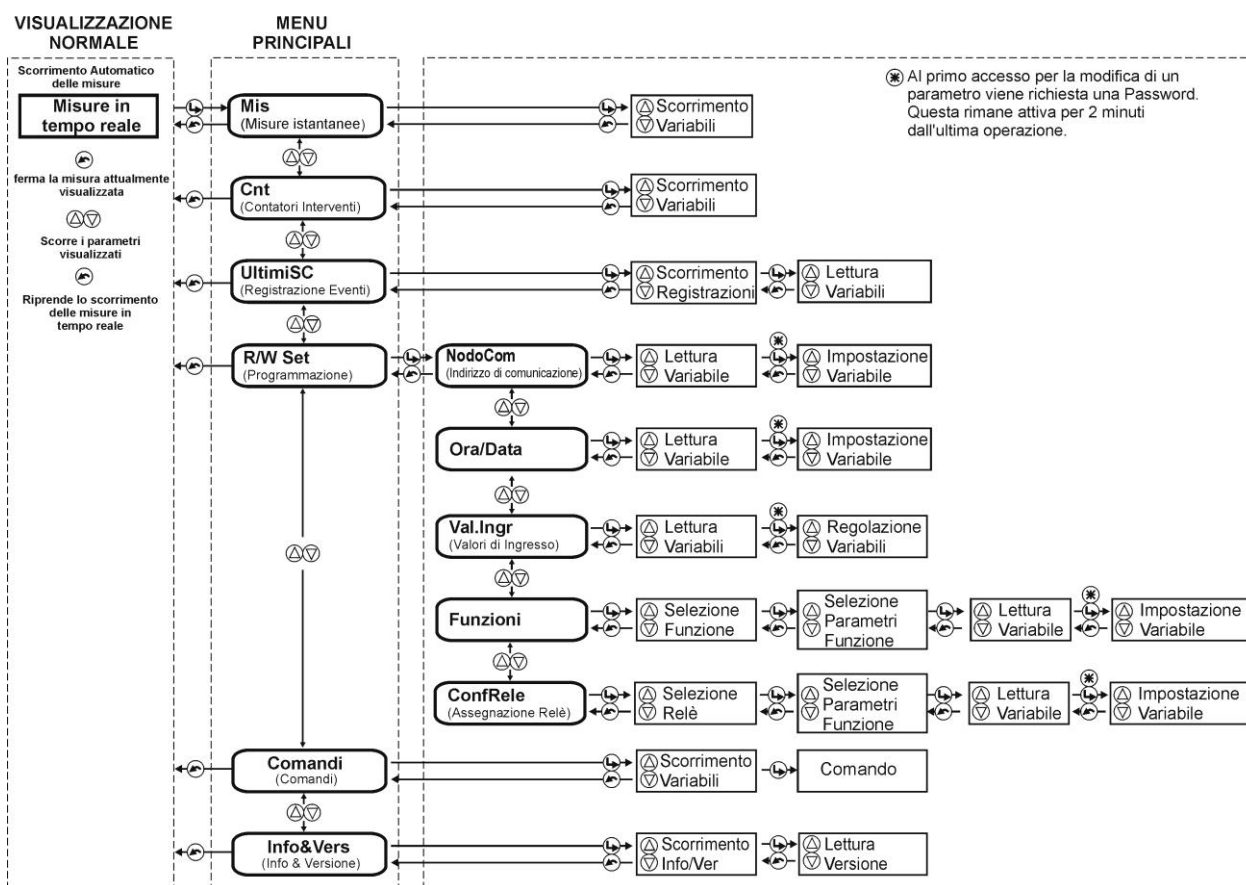 VISUALIZZAZIONE
NORMALE
MENU
PRINCIPALI
Scorrimento Automatico
delle misure
Misure in
tempo reale
ferma la misura attualmente
visualizzata
Scorre i parametri
visualizzati
Riprende lo scorrimento
delle misure in
tempo reale
Al primo accesso per la modifica di un
parametro viene richiesta una Password.
Questa rimane attiva per 2 minuti
dall'ultima operazione.
Mis
(Misure istantanee)
Scorrimento
Variabili
Cnt
(Contatori Interventi)
Scorrimento
Variabili
UltimiSC
(Registrazione Eventi)
Scorrimento
Registrazioni
Lettura
Variabili
R/W Set
(Programmazione)
NodoCom
(Indirizzo di comunicazione)
Lettura
Variabile
Impostazione
Variabile
Ora/Data
Lettura
Variabile
Impostazione
Variabile
Val.Ingr
(Valori di Ingresso)
Lettura
Variabili
Regolazione
Variabili
Funzioni
Selezione
Funzione
Selezione
Parametri
Funzione
Lettura
Variabile
Impostazione
Variabile
ConfRele
(Assegnazione Relè)
Selezione
Relè
Selezione
Parametri
Funzione
Lettura
Variabile
Impostazione
Variabile
Comandi
(Comandi)
Scorrimento
Variabili
Comando
Info&Vers
(Info & Versione)
Scorrimento
Info/Ver
Lettura
Versione